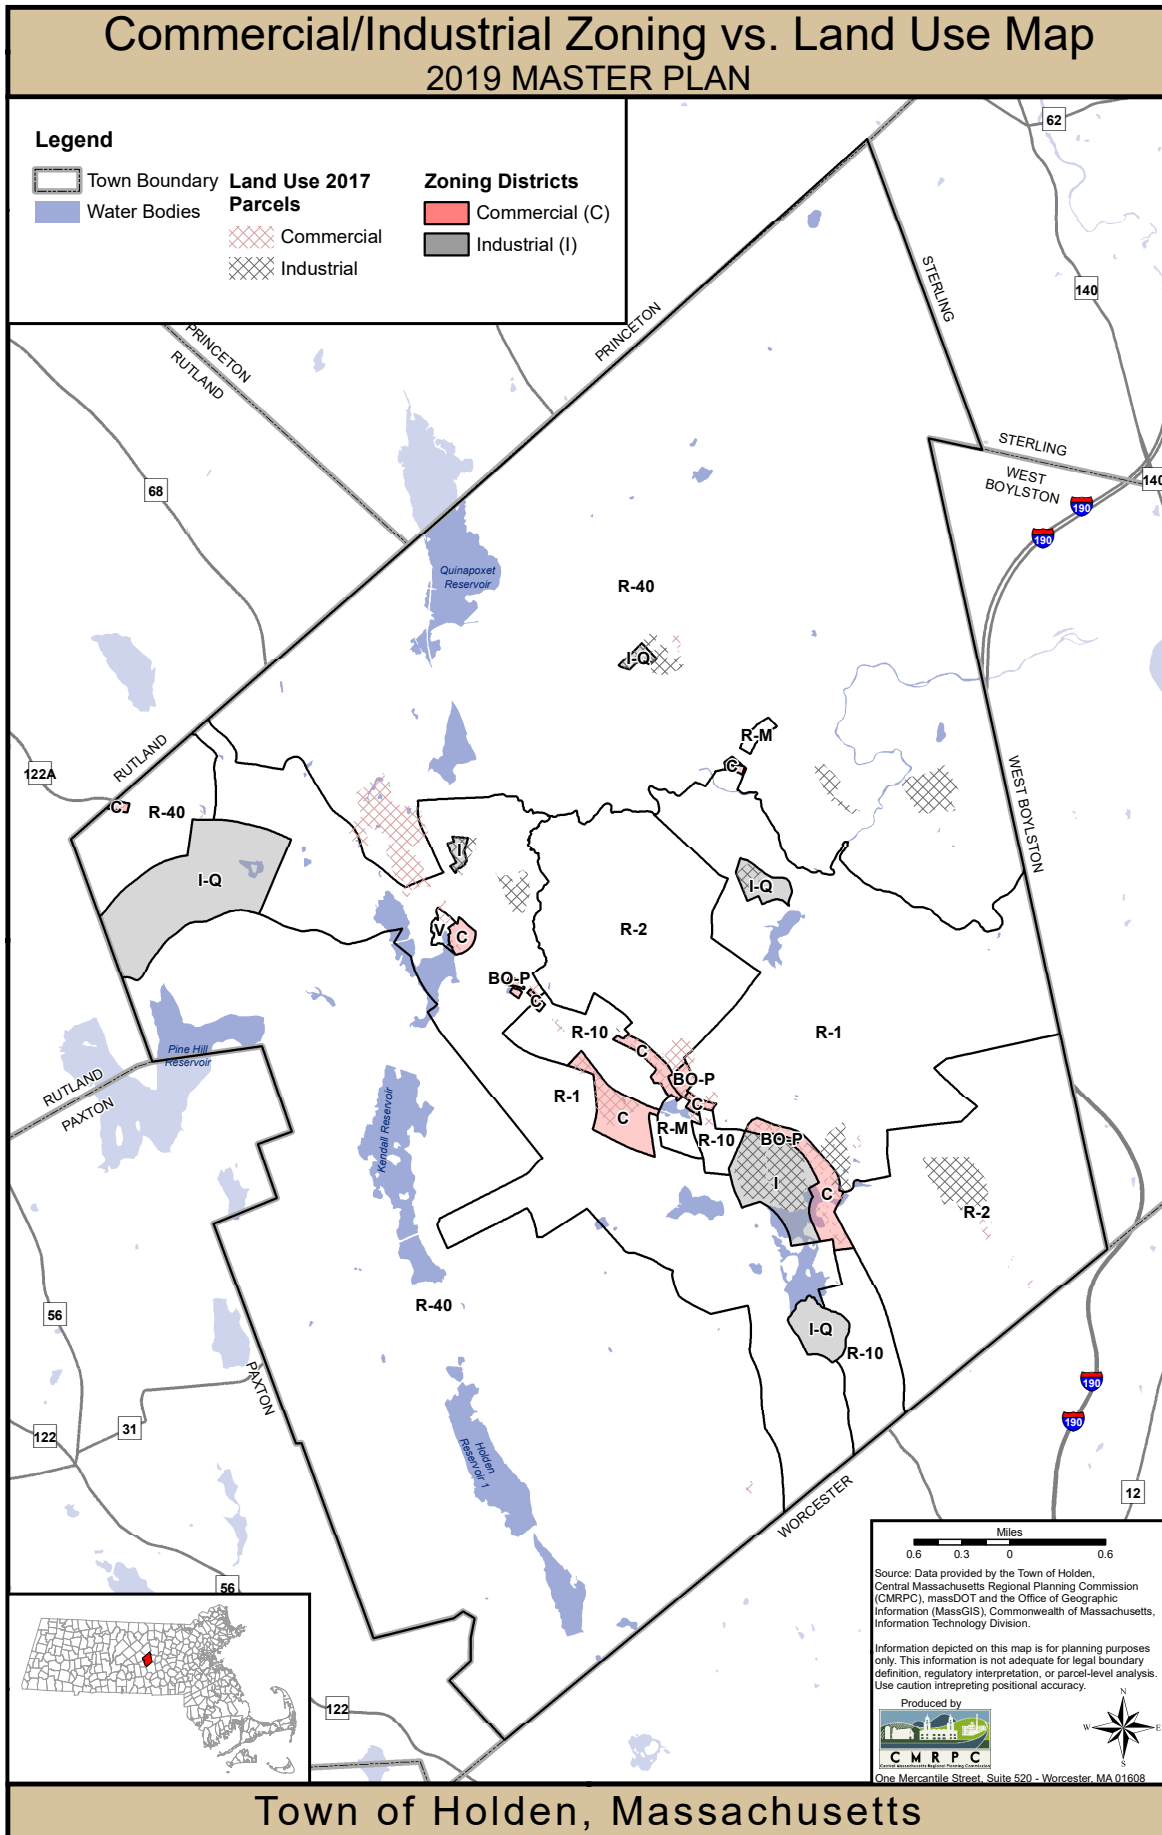 Commercial/Industrial Zoning vs. Land Use Map
2019 MASTER PLAN
Legend
Town Boundary
Water Bodies
Land Use 2017
Parcels
Commercial
Industrial
Zoning Districts
Commercial (C)
Industrial (I)
62
140
STERLING
PRINCETON
PRINCETON
RUTLAND
STERLING
WEST
BOYLSTON
140
68
190
190
Quinapoxet
Reservoir
R-40
I-Q
R-M
C
RUTLAND
122A
C
R-40
WEST BOYLSTON
I
I-Q
I-Q
V
C
R-2
BO-P
C
R-10
C
R-1
Pine Hill
Reservoir
RUTLAND
PAXTON
BO-P
R-1
C
C
Kendall Reservoir
R-M
R-10
BO-P
I
C
R-2
R-40
56
I-Q
R-10
PAXTON
190
190
31
122
Holden
Reservoir 1
12
WORCESTER
56
122
Miles
0.6 0.3 0 0.6
Source: Data provided by the Town of Holden,
Central Massachusetts Regional Planning Commission
(CMRPC), massDOT and the Office of Geographic
Information (MassGIS), Commonwealth of Massachusetts,
Information Technology Division.
Information depicted on this map is for planning purposes
only. This information is not adequate for legal boundary
definition, regulatory interpretation, or parcel-level analysis.
Use caution intrepreting positional accuracy.
Produced by
CMRPC
Central Massachusetts Regional Planning Commission
N
W E
S
One Mercantile Street, Suite 520 - Worcester, MA 01608
Town of Holden, Massachusetts